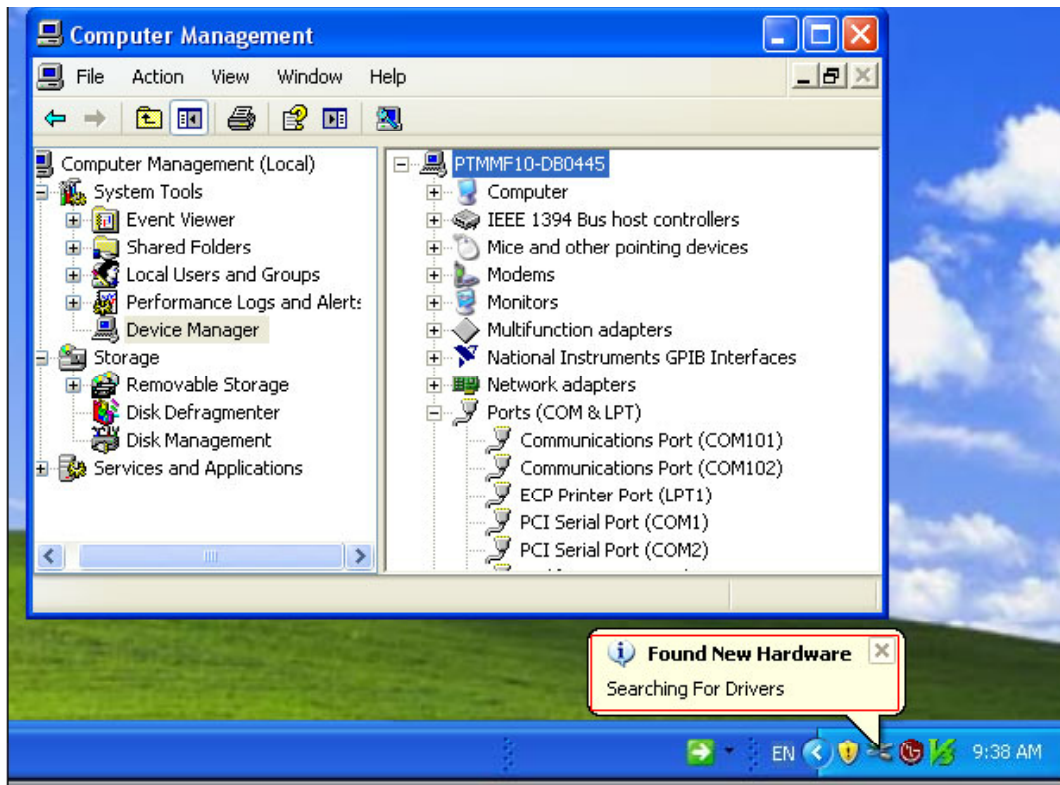 Computer Management
File Action View Window Help
Computer Management (Local)
System Tools
Event Viewer
Shared Folders
Local Users and Groups
Performance Logs and Alerts
Device Manager
Storage
Removable Storage
Disk Defragmenter
Disk Management
Services and Applications
PTMMF10-DB0445
Computer
IEEE 1394 Bus host controllers
Mice and other pointing devices
Modems
Monitors
Multifunction adapters
National Instruments GPIB Interfaces
Network adapters
Ports (COM & LPT)
Communications Port (COM101)
Communications Port (COM102)
ECP Printer Port (LPT1)
PCI Serial Port (COM1)
PCI Serial Port (COM2)
Found New Hardware
Searching For Drivers
EN
9:38 AM